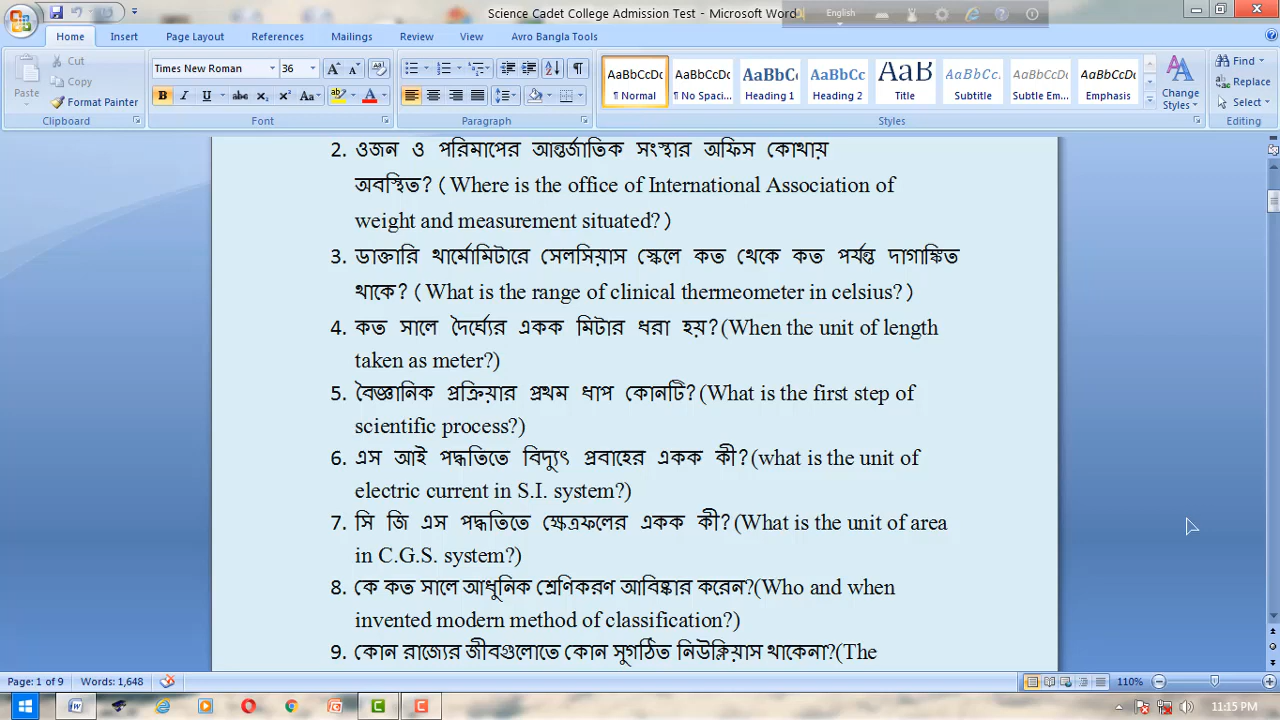 Science Cadet College Admission Test - Microsoft Word
English
Home Insert Page Layout References Mailings Review View Avro Bangla Tools
Cut
Copy
Paste
Format Painter
Clipboard
Times New Roman 36
Font
Paragraph
AaBbCcDc AaBbCcDc AaBbCc AaBbCc AaB AaBbCc. AaBbCcDc AaBbCcDc
¶ Normal ¶ No Spaci... Heading 1 Heading 2 Title Subtitle Subtle Em... Emphasis
Change Styles
Styles
Find
Replace
Select
Editing
2. ওজন ও পরিমাপের আন্তর্জাতিক সংস্থার অফিস কোথায়
অবস্থিত? ( Where is the office of International Association of
weight and measurement situated? )
3. ডাক্তারি থার্মোমিটারে সেলসিয়াস স্কেলে কত থেকে কত পর্যন্ত দাগাঙ্কিত
থাকে? ( What is the range of clinical thermeometer in celsius? )
4. কত সালে দৈর্ঘ্যের একক মিটার ধরা হয়?(When the unit of length
taken as meter?)
5. বৈজ্ঞানিক প্রক্রিয়ার প্রথম ধাপ কোনটি?(What is the first step of
scientific process?)
6. এস আই পদ্ধতিতে বিদ্যুৎ প্রবাহের একক কী?(what is the unit of
electric current in S.I. system?)
7. সি জি এস পদ্ধতিতে ক্ষেত্রফলের একক কী?(What is the unit of area
in C.G.S. system?)
8. কে কত সালে আধুনিক শ্রেণিকরণ আবিষ্কার করেন?(Who and when
invented modern method of classification?)
9. কোন রাজ্যের জীবগুলোতে কোন সুগঠিত নিউক্লিয়াস থাকেনা?(The
Page: 1 of 9 Words: 1,648 110%
11:15 PM